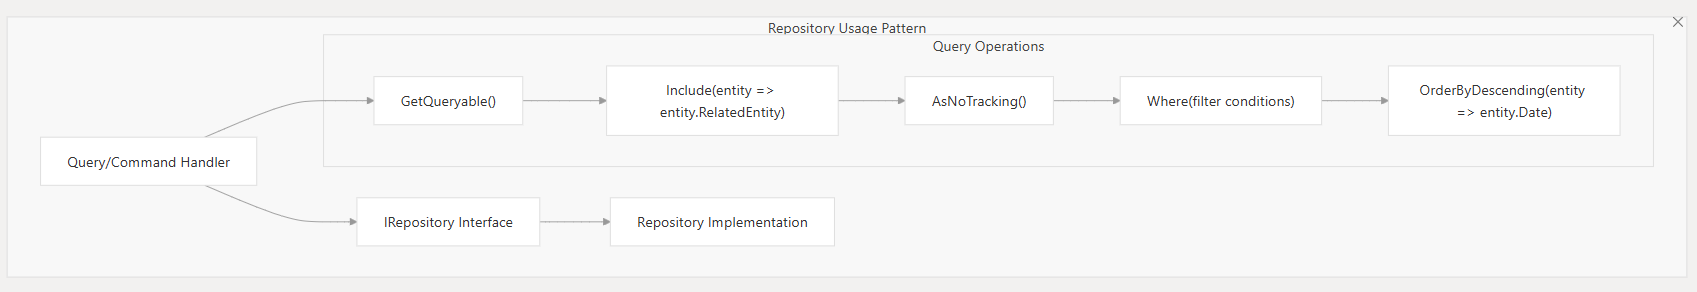 Repository Usage Pattern
Query Operations
GetQueryable()
Include(entity =>
entity.RelatedEntity)
AsNoTracking()
Where(filter conditions)
OrderByDescending(entity
=> entity.Date)
Query/Command Handler
IRepository Interface
Repository Implementation